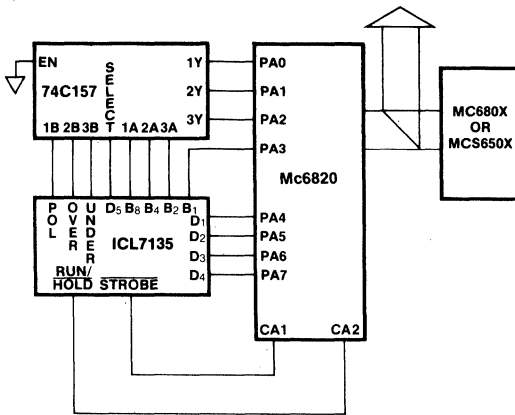 EN
SELECT
1Y
74C157
2Y
3Y
1B 2B 3B 1A 2A 3A
PA0
PA1
PA2
PA3
Mc6820
PA4
PA5
PA6
PA7
CA1 CA2
MC680X
OR
MCS650X
POL
OVER
UNDER
D5 B8 B4 B2 B1
D1
ICL7135
D2
D3
RUN/
HOLD STROBE
D4